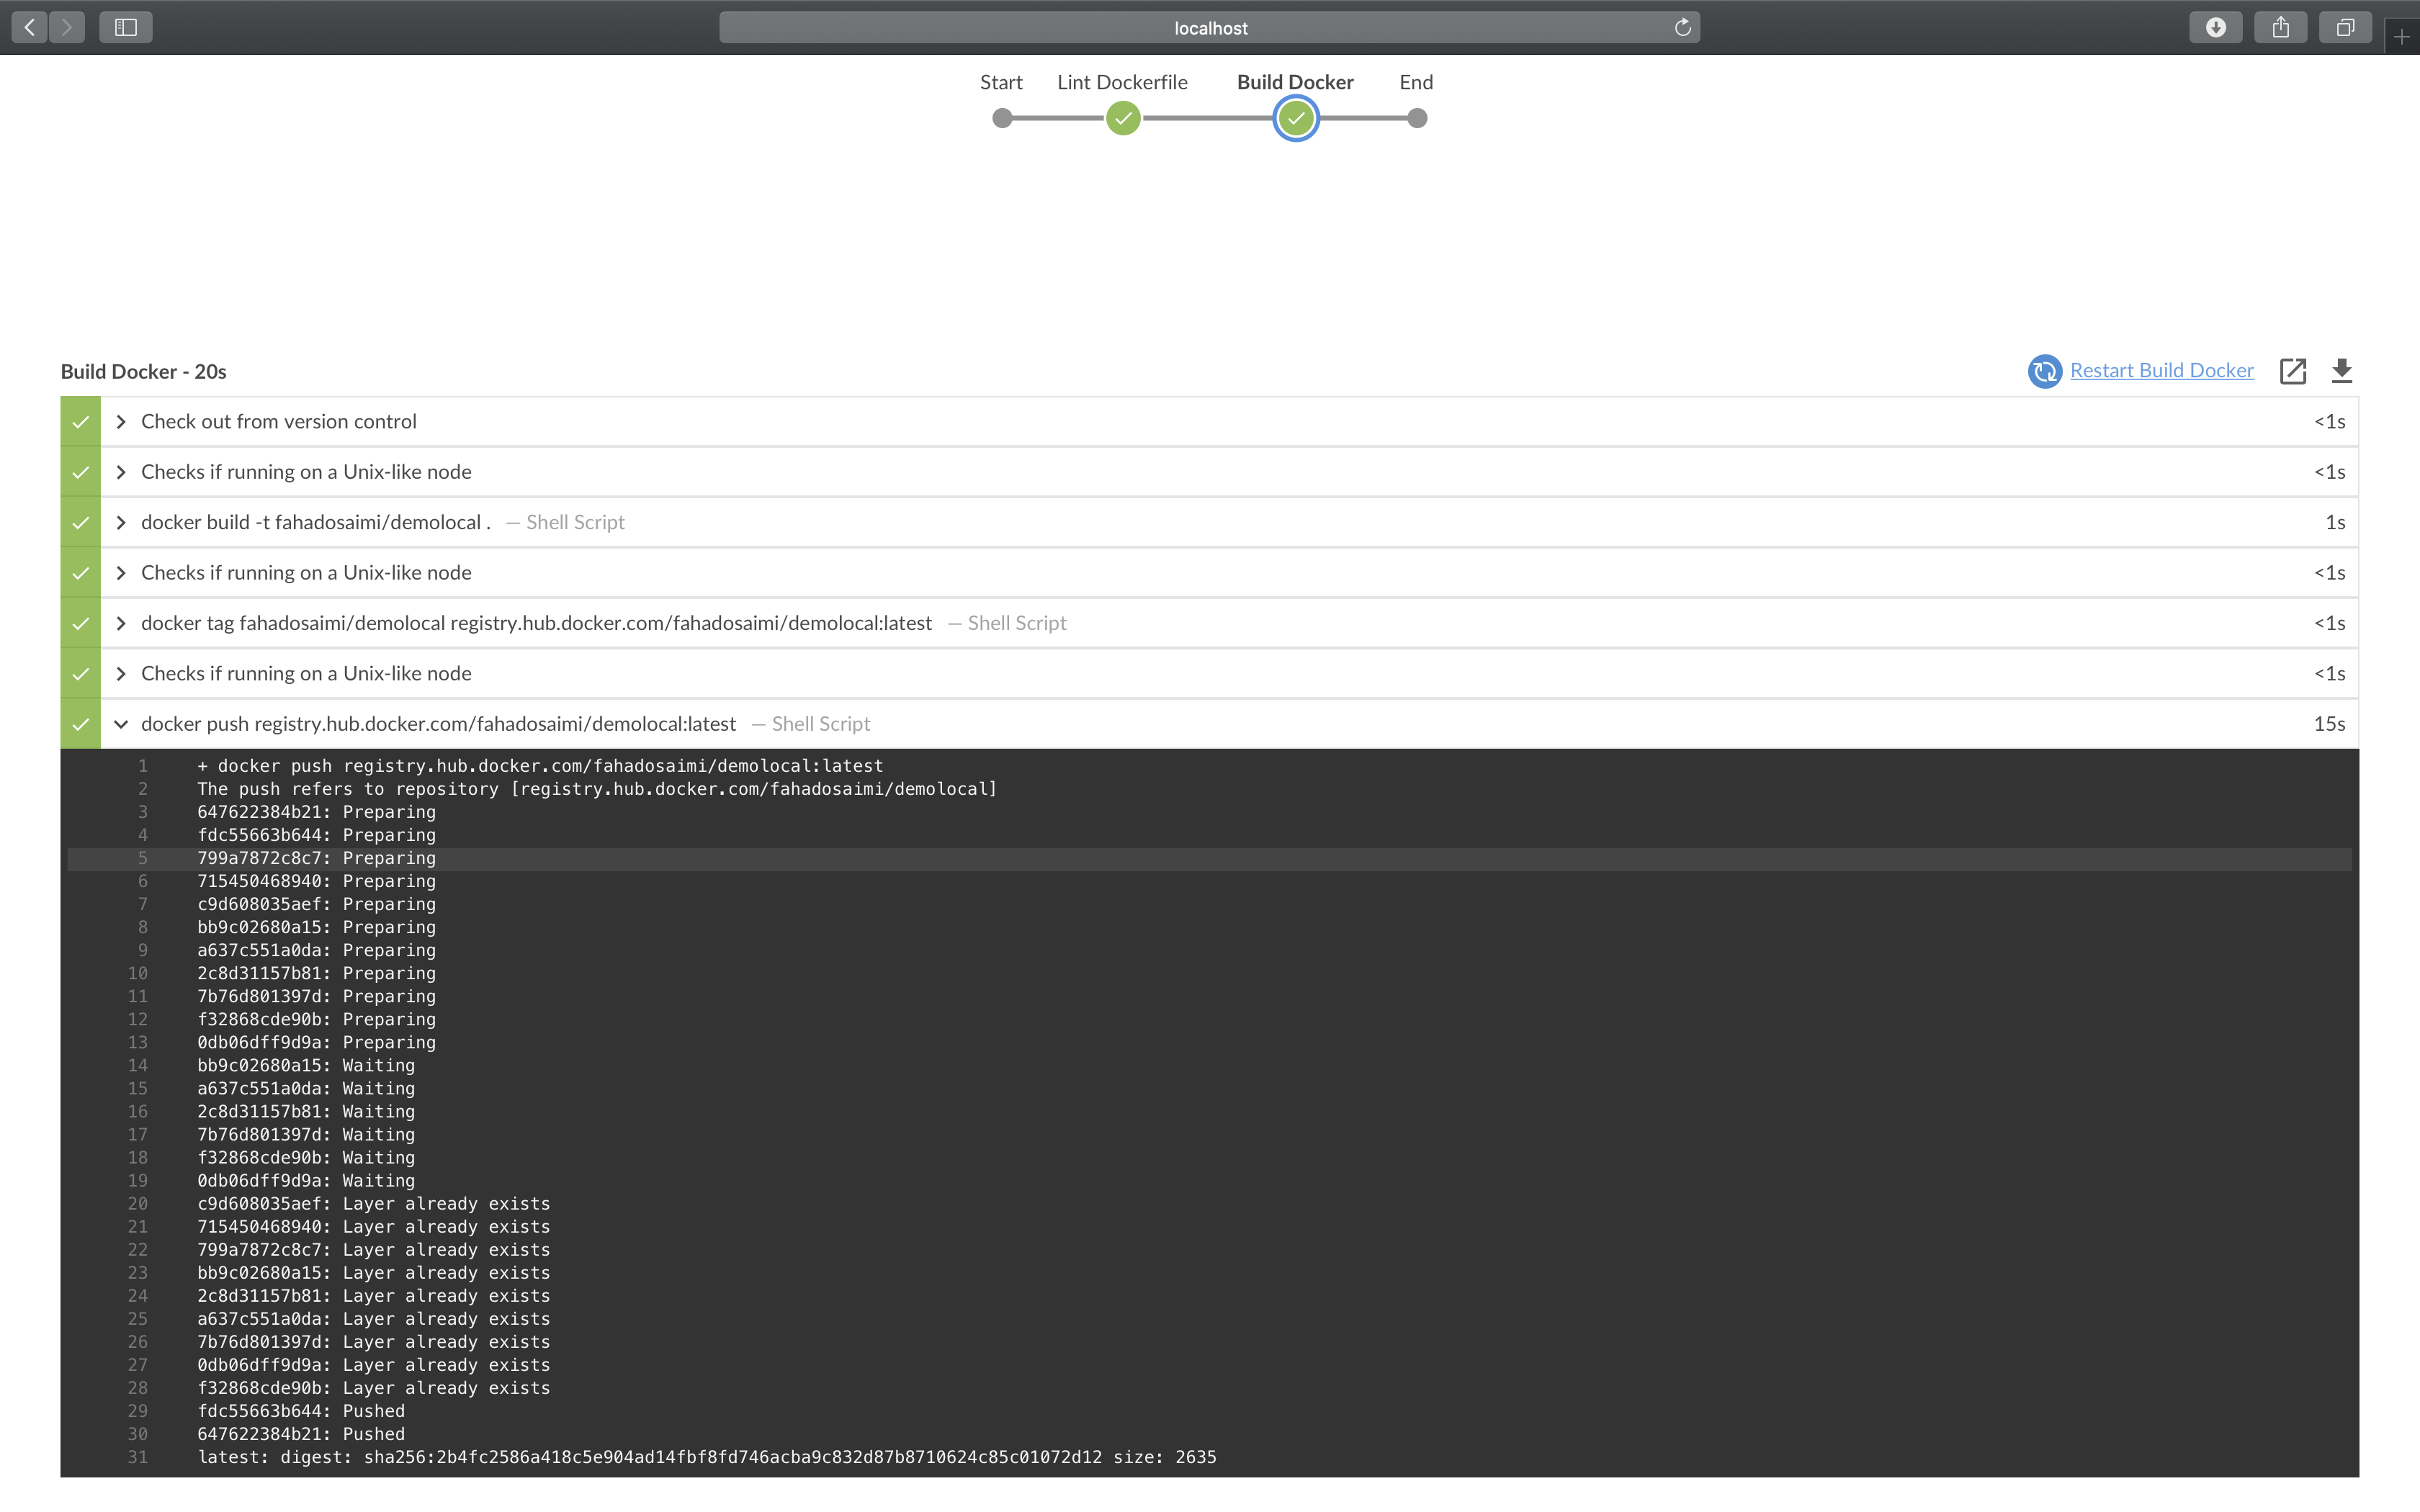 localhost
Start Lint Dockerfile Build Docker End
Build Docker - 20s Restart Build Docker
Check out from version control <1s
Checks if running on a Unix-like node <1s
docker build -t fahadosaimi/demolocal . — Shell Script 1s
Checks if running on a Unix-like node <1s
docker tag fahadosaimi/demolocal registry.hub.docker.com/fahadosaimi/demolocal:latest — Shell Script <1s
Checks if running on a Unix-like node <1s
docker push registry.hub.docker.com/fahadosaimi/demolocal:latest — Shell Script 15s
1 + docker push registry.hub.docker.com/fahadosaimi/demolocal:latest
2 The push refers to repository [registry.hub.docker.com/fahadosaimi/demolocal]
3 647622384b21: Preparing
4 fdc55663b644: Preparing
5 799a7872c8c7: Preparing
6 715450468940: Preparing
7 c9d608035aef: Preparing
8 bb9c02680a15: Preparing
9 a637c551a0da: Preparing
10 2c8d31157b81: Preparing
11 7b76d801397d: Preparing
12 f32868cde90b: Preparing
13 0db06dff9d9a: Preparing
14 bb9c02680a15: Waiting
15 a637c551a0da: Waiting
16 2c8d31157b81: Waiting
17 7b76d801397d: Waiting
18 f32868cde90b: Waiting
19 0db06dff9d9a: Waiting
20 c9d608035aef: Layer already exists
21 715450468940: Layer already exists
22 799a7872c8c7: Layer already exists
23 bb9c02680a15: Layer already exists
24 2c8d31157b81: Layer already exists
25 a637c551a0da: Layer already exists
26 7b76d801397d: Layer already exists
27 0db06dff9d9a: Layer already exists
28 f32868cde90b: Layer already exists
29 fdc55663b644: Pushed
30 647622384b21: Pushed
31 latest: digest: sha256:2b4fc2586a418c5e904ad14fbf8fd746acba9c832d87b8710624c85c01072d12 size: 2635